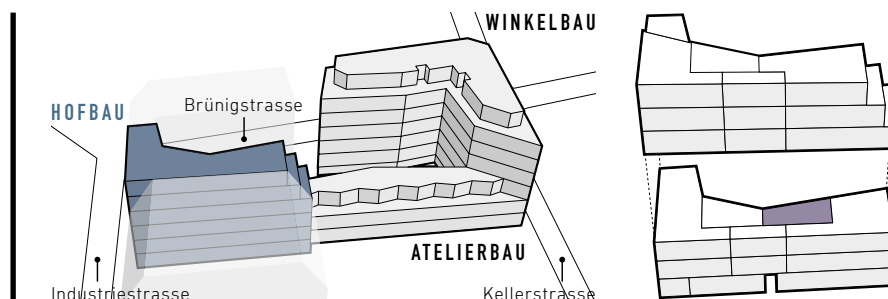 WINKELBAU
HOFBAU
Brünigstrasse
ATELIERBAU
Industriestrasse
Kellerstrasse